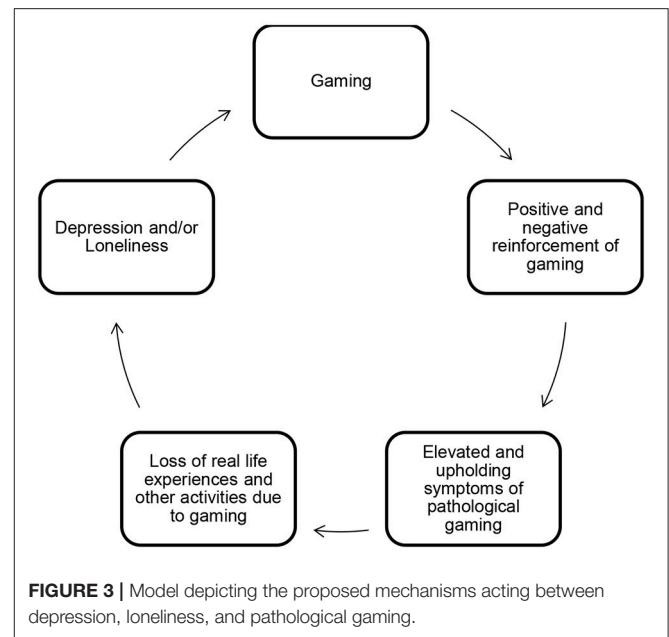 Gaming
Depression and/or
Loneliness
Positive and
negative
reinforcement of
gaming
Loss of real life
experiences and
other activities due
to gaming
Elevated and
upholding
symptoms of
pathological
gaming
FIGURE 3 | Model depicting the proposed mechanisms acting between
depression, loneliness, and pathological gaming.